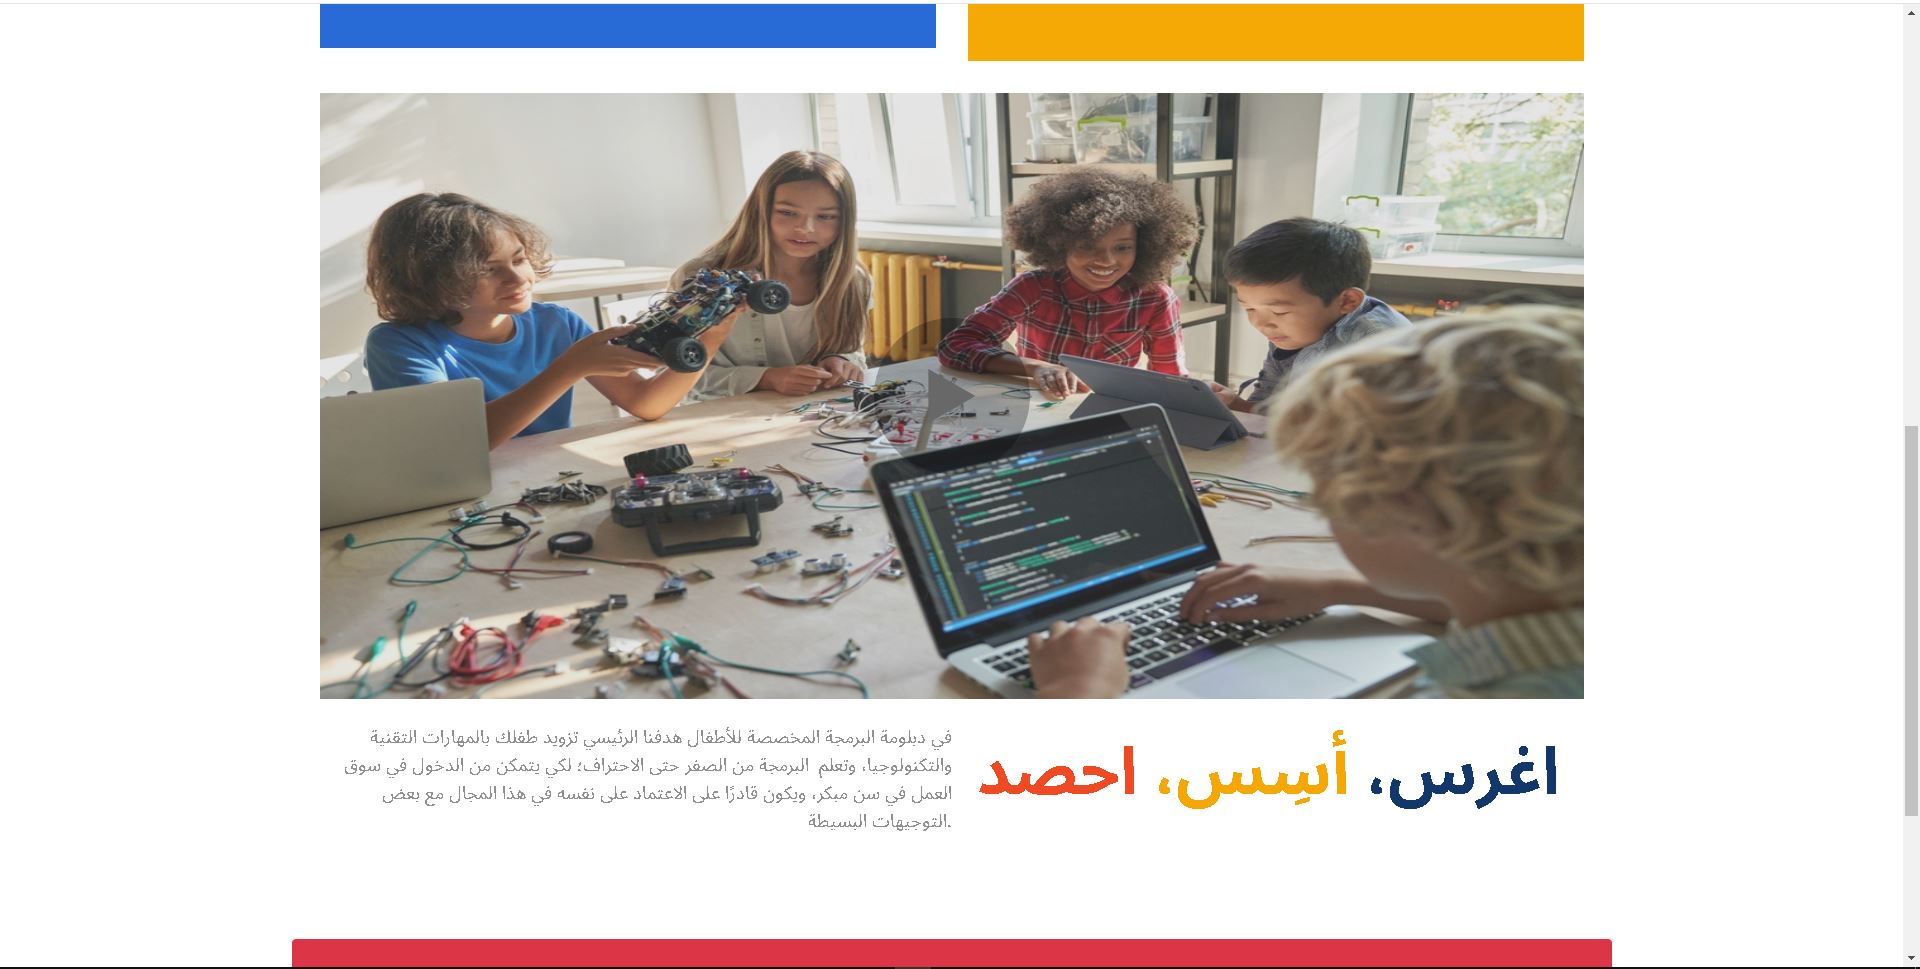 اغرس، أسِس، احصد
في دبلومة البرمجة المخصصة للأطفال هدفنا الرئيسي تزويد طفلك بالمهارات التقنية
والتكنولوجيا، وتعلم البرمجة من الصفر حتى الاحتراف؛ لكي يتمكن من الدخول في سوق
العمل في سن مبكر، ويكون قادرًا على الاعتماد على نفسه في هذا المجال مع بعض
.التوجيهات البسيطة